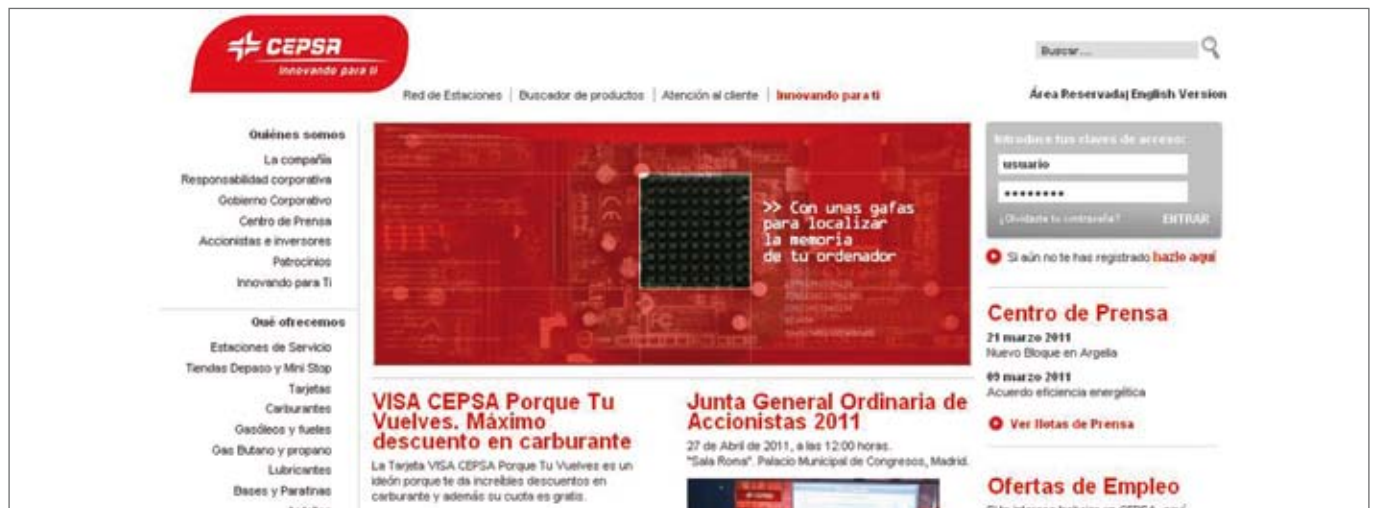 CEPSA
Innovando para ti
Buscar....
Red de Estaciones | Buscador de productos | Atención al cliente | Innovando para ti
Área Reservada| English Version
Quiénes somos
La compañía
Responsabilidad corporativa
Gobierno Corporativo
Centro de Prensa
Accionistas e inversores
Patrocinios
Innovando para Ti
Qué ofrecemos
Estaciones de Servicio
Tiendas Depaso y Mini Stop
Tarjetas
Carburantes
Gasóleos y fueles
Gas Butano y propano
Lubricantes
Bases y Parafinas
>> Con unas gafas
para localizar
la memoria
de tu ordenador
VISA CEPSA Porque Tu
Vuelves. Máximo
descuento en carburante
La Tarjeta VISA CEPSA Porque Tu Vuelves es un
ideón porque te da increíbles descuentos en
carburante y además su cuota es gratis.
Junta General Ordinaria de
Accionistas 2011
27 de Abril de 2011, a las 12:00 horas.
"Sala Roma". Palacio Municipal de Congresos, Madrid.
CEPSA
Introduce tus claves de acceso:
usuario
••••••••
¿Olvidaste tu contraseña? ENTRAR
Si aún no te has registrado hazlo aquí
Centro de Prensa
21 marzo 2011
Nuevo Bloque en Argelia
09 marzo 2011
Acuerdo eficiencia energética
Ver Notas de Prensa
Ofertas de Empleo